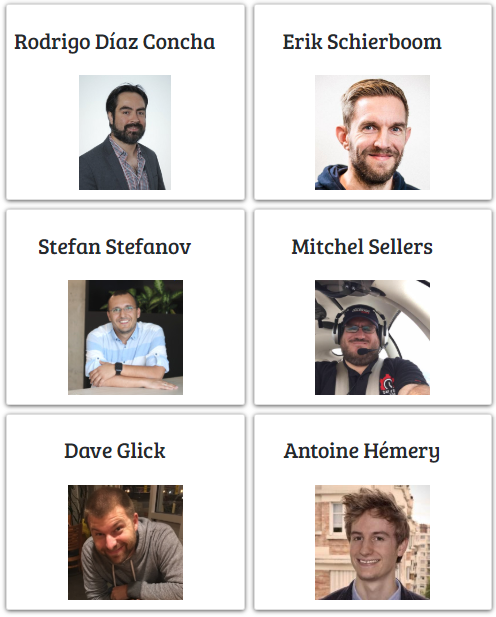 Rodrigo Díaz Concha
Erik Schierboom
Stefan Stefanov
Mitchel Sellers
Dave Glick
Antoine Hémery